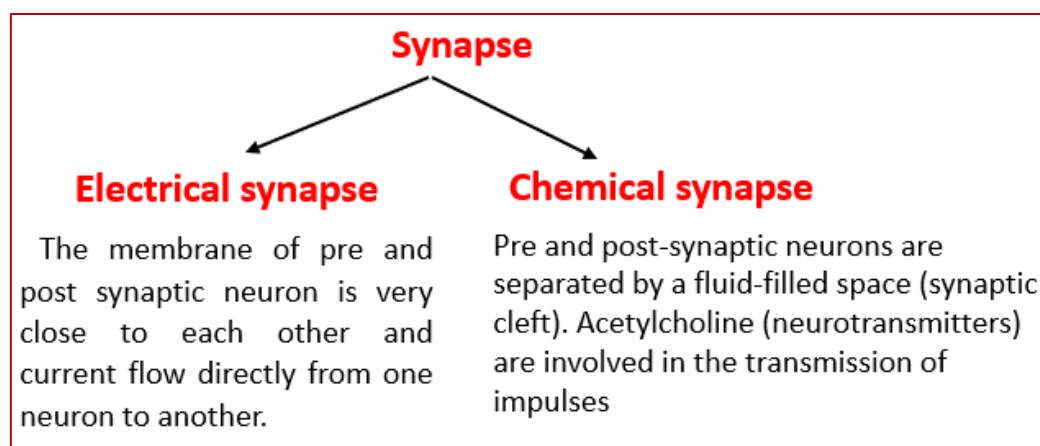 Synapse
Electrical synapse
The membrane of pre and
post synaptic neuron is very
close to each other and
current flow directly from one
neuron to another.
Chemical synapse
Pre and post-synaptic neurons are
separated by a fluid-filled space (synaptic
cleft). Acetylcholine (neurotransmitters)
are involved in the transmission of
impulses